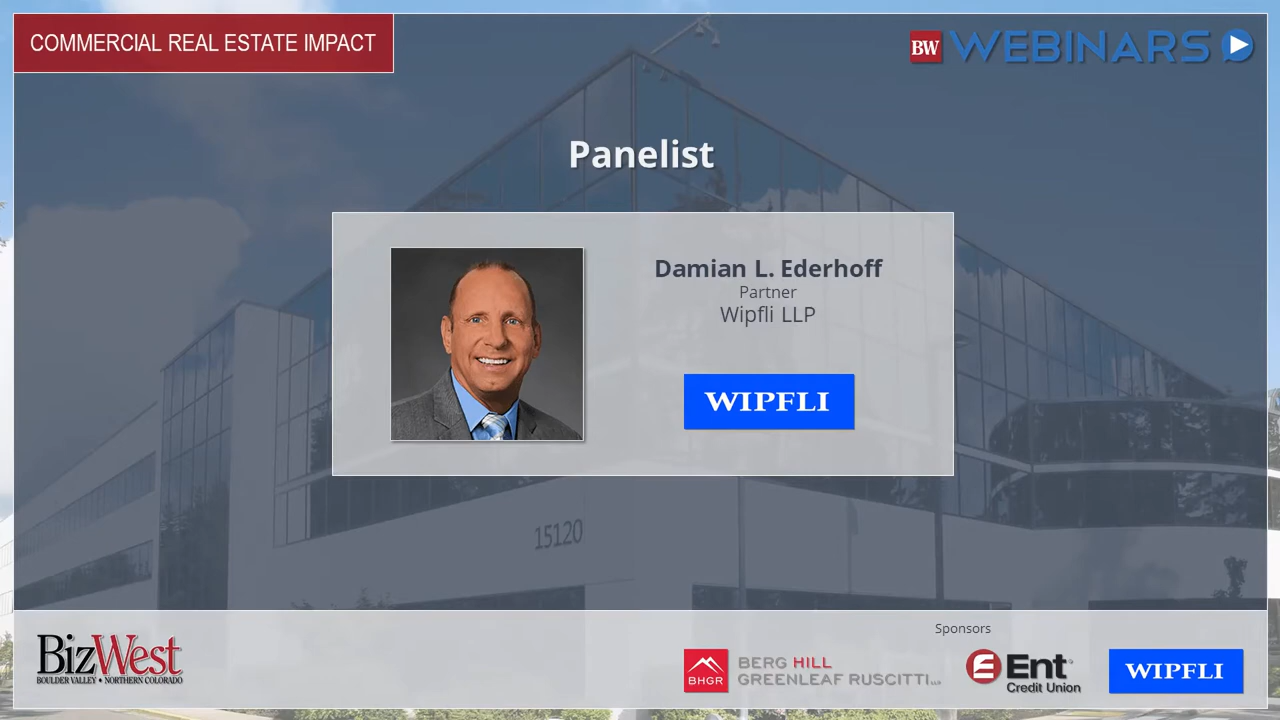 COMMERCIAL REAL ESTATE IMPACT
BW WEBINARS
Panelist
Damian L. Ederhoff
Partner
Wipfli LLP
WIPFLI
15120
Sponsors
BizWest
BOULDER VALLEY • NORTHERN COLORADO
BHGR
BERG HILL
GREENLEAF RUSCITTI LLP
Ent
Credit Union
WIPFLI